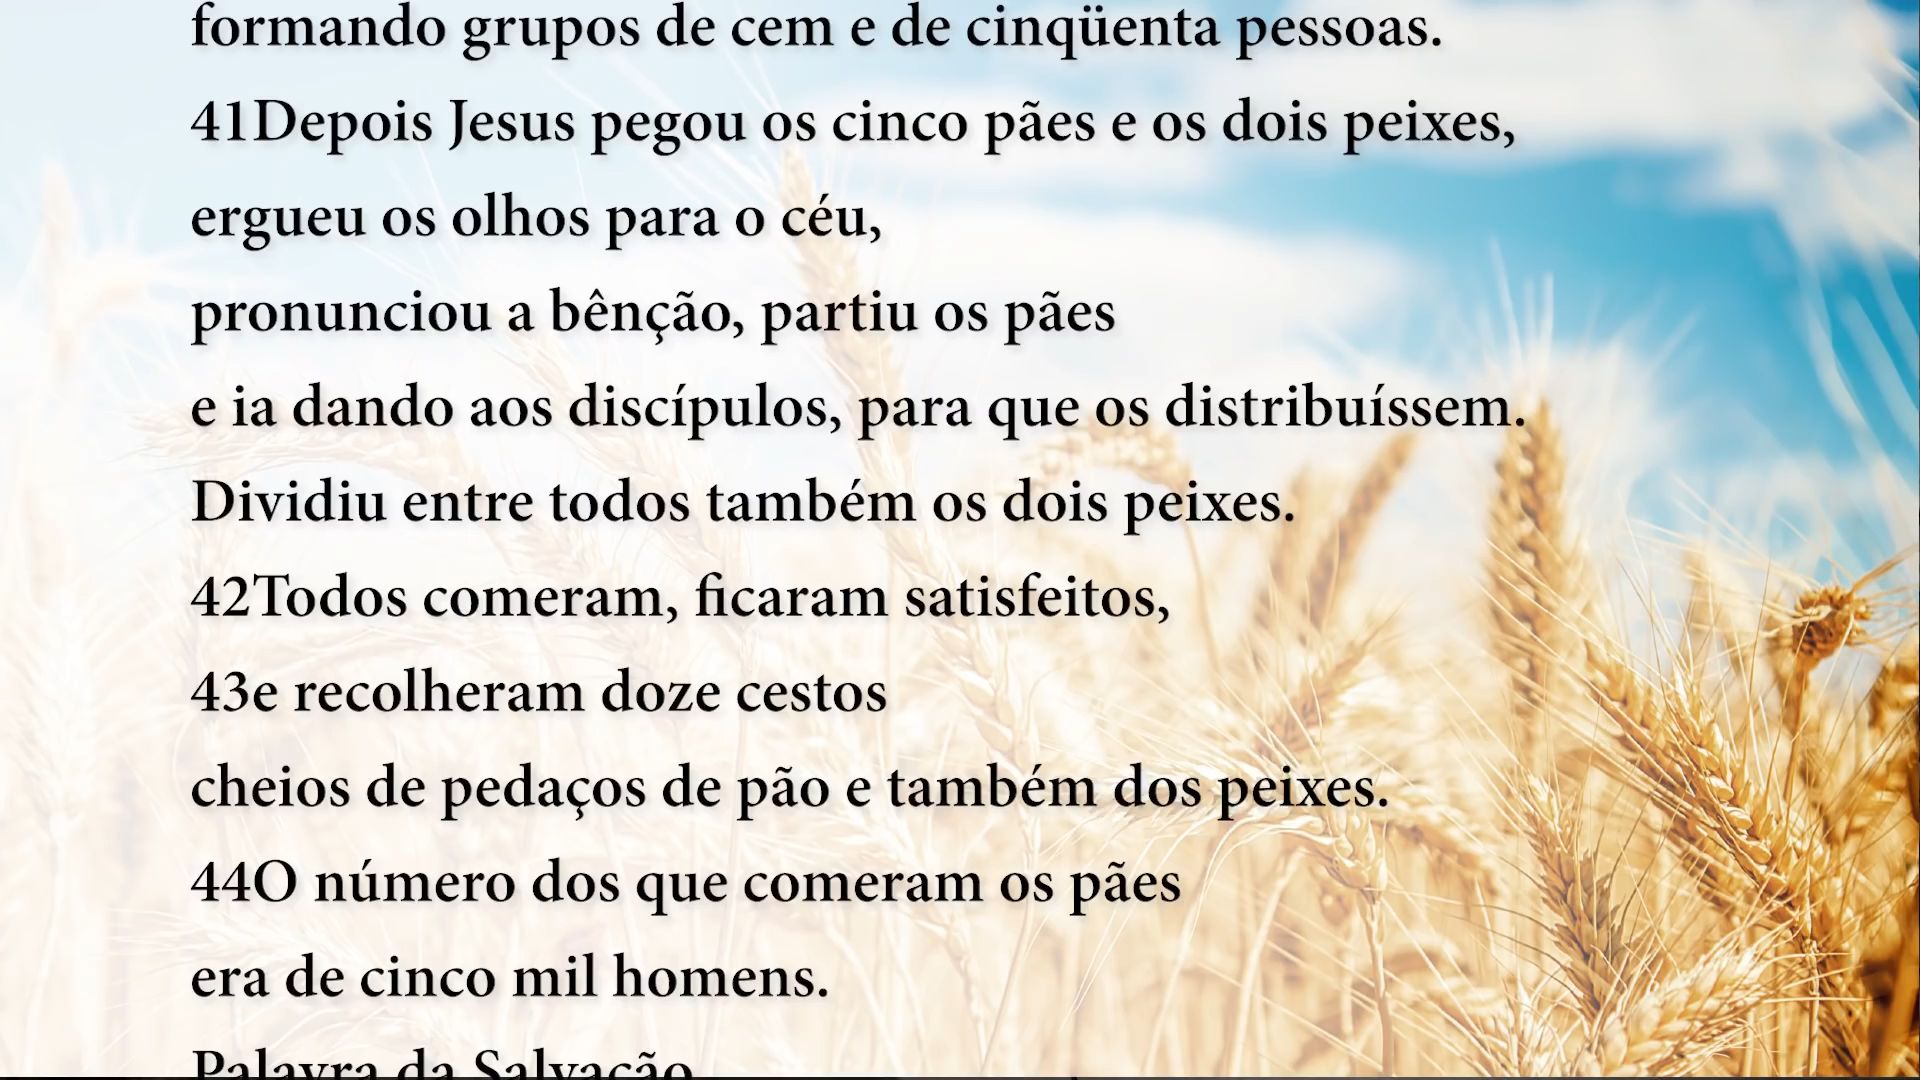 formando grupos de cem e de cinqüenta pessoas.
41Depois Jesus pegou os cinco pães e os dois peixes,
ergueu os olhos para o céu,
pronunciou a bênção, partiu os pães
e ia dando aos discípulos, para que os distribuíssem.
Dividiu entre todos também os dois peixes.
42Todos comeram, ficaram satisfeitos,
43e recolheram doze cestos
cheios de pedaços de pão e também dos peixes.
44O número dos que comeram os pães
era de cinco mil homens.
Palavra da Salvação